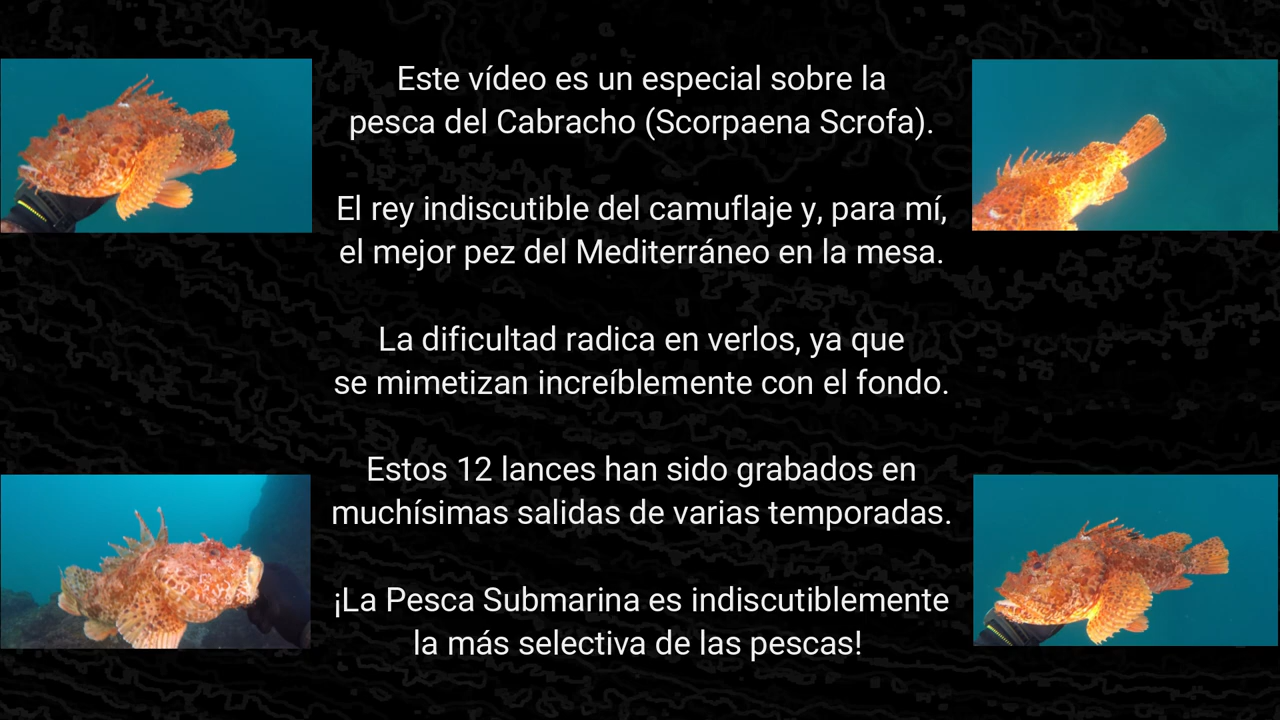 Este vídeo es un especial sobre la
pesca del Cabracho (Scorpaena Scrofa).
El rey indiscutible del camuflaje y, para mí,
el mejor pez del Mediterráneo en la mesa.
La dificultad radica en verlos, ya que
se mimetizan increíblemente con el fondo.
Estos 12 lances han sido grabados en
muchísimas salidas de varias temporadas.
¡La Pesca Submarina es indiscutiblemente
la más selectiva de las pescas!